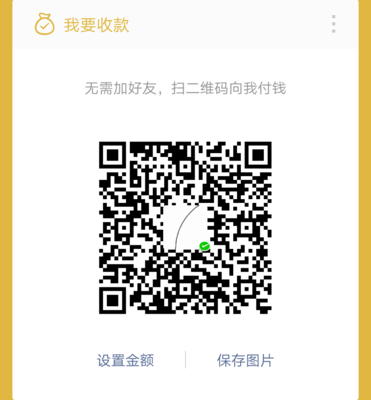 我要收款
无需加好友，扫二维码向我付钱
设置金额
保存图片